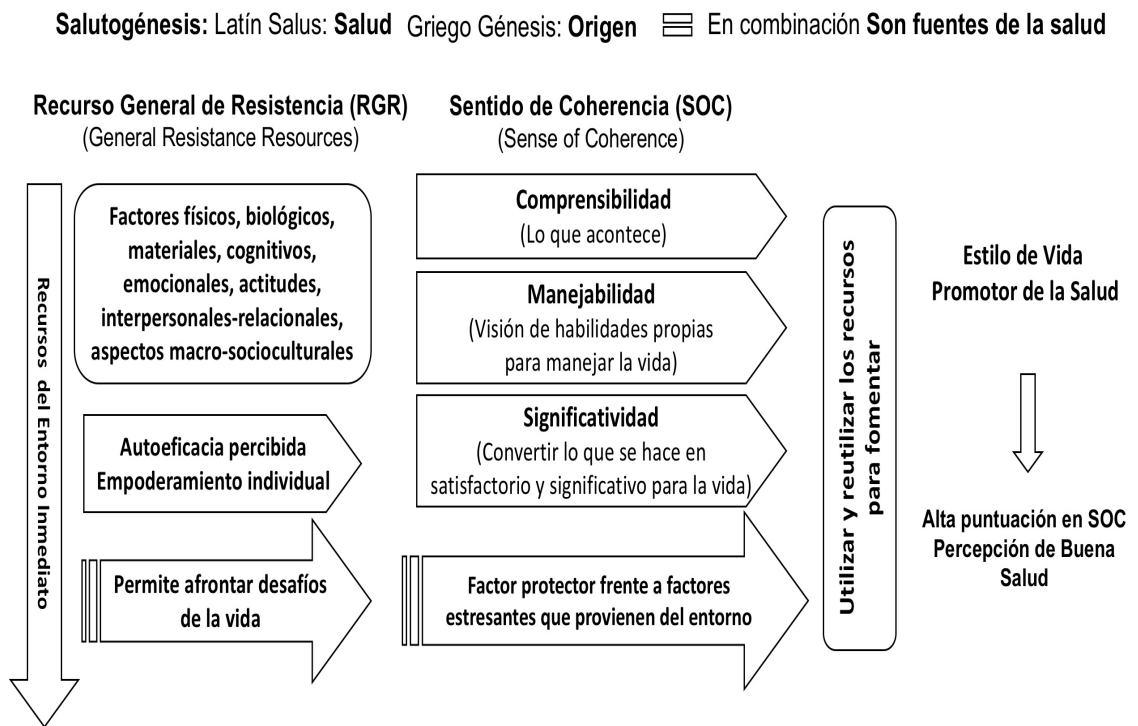 Salutogénesis: Latín Salus: Salud Griego Génesis: Origen En combinación Son fuentes de la salud
Recurso General de Resistencia (RGR)
(General Resistance Resources)
Sentido de Coherencia (SOC)
(Sense of Coherence)
Recursos del Entorno Inmediato
Factores físicos, biológicos,
materiales, cognitivos,
emocionales, actitudes,
interpersonales-relacionales,
aspectos macro-socioculturales
Autoeficacia percibida
Empoderamiento individual
Permite afrontar desafíos
de la vida
Comprensibilidad
(Lo que acontece)
Manejabilidad
(Visión de habilidades propias
para manejar la vida)
Significatividad
(Convertir lo que se hace en
satisfactorio y significativo para la vida)
Factor protector frente a factores
estresantes que provienen del entorno
Utilizar y reutilizar los recursos
para fomentar
Estilo de Vida
Promotor de la Salud
Alta puntuación en SOC
Percepción de Buena
Salud